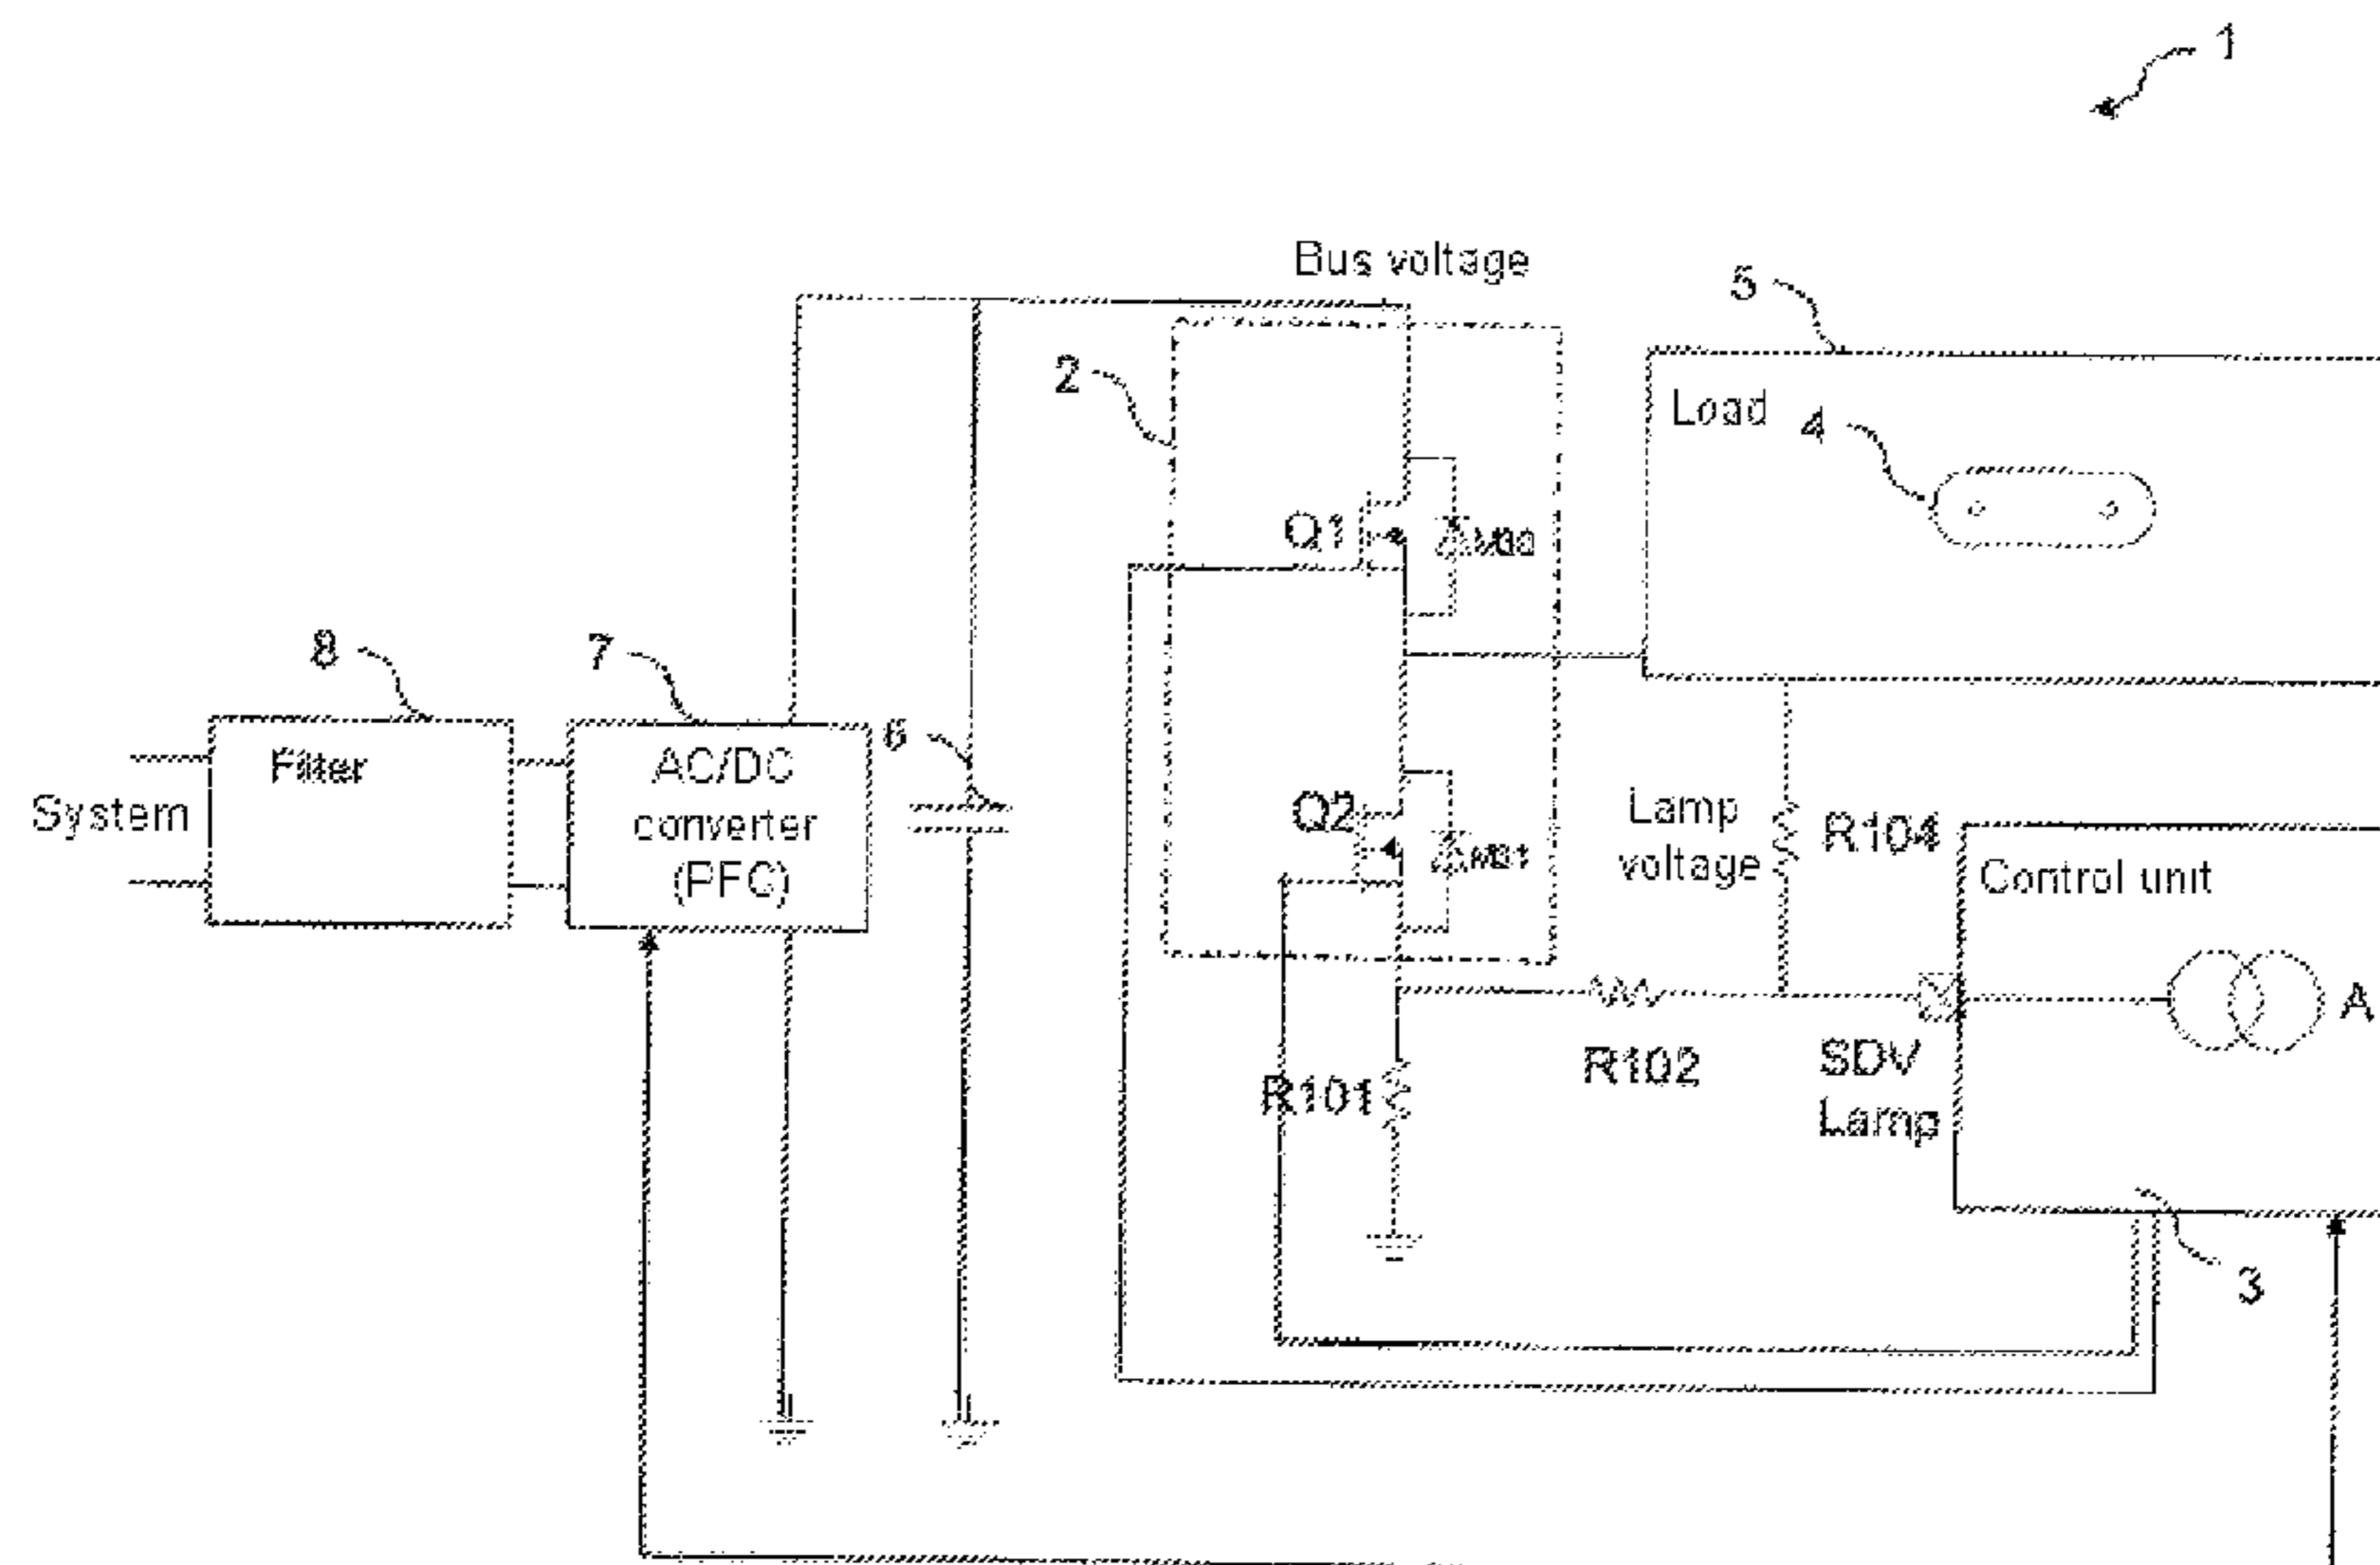 1
Bus voltage
5
2
Load
4
Q1
8
7
6
Filter
AC/DC
converter
(PFC)
System
Q2
Lamp
voltage
R104
Control unit
A
R101
R102
SDV
Lamp
3